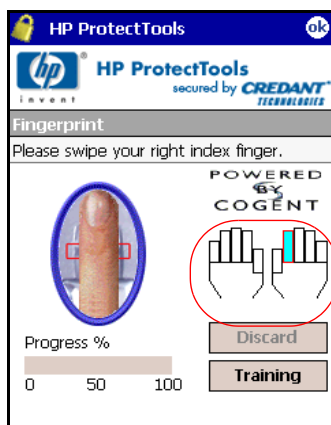 HP ProtectTools
ok
hp
invent
HP ProtectTools
secured by CREDANT
TECHNOLOGIES
Fingerprint
Please swipe your right index finger.
POWERED
BY
COGENT
Progress %
0 50 100
Discard
Training